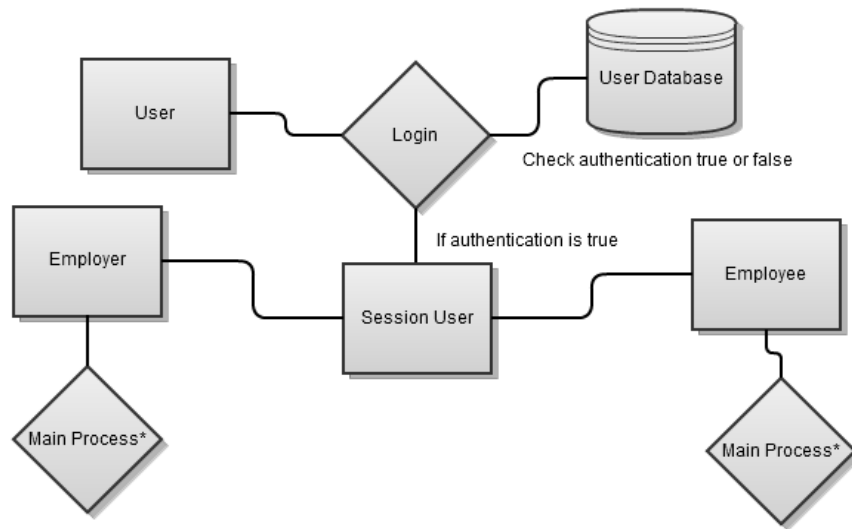 User Database
User
Login
Check authentication true or false
If authentication is true
Employer
Employee
Session User
Main Process*
Main Process*